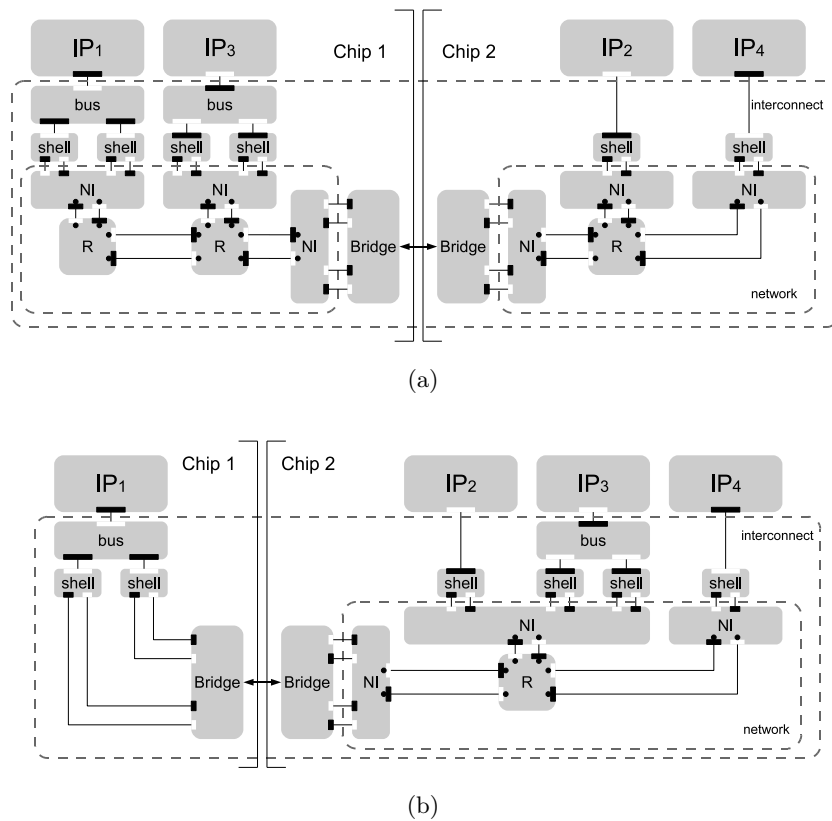 IP1
IP3
Chip 1
Chip 2
IP2
IP4
bus
bus
interconnect
shell
shell
shell
shell
shell
shell
NI
NI
NI
NI
R
R
NI
Bridge
Bridge
NI
R
network
(a)
Chip 1
Chip 2
IP1
IP2
IP3
IP4
bus
bus
interconnect
shell
shell
shell
shell
shell
shell
NI
NI
Bridge
Bridge
NI
R
network
(b)